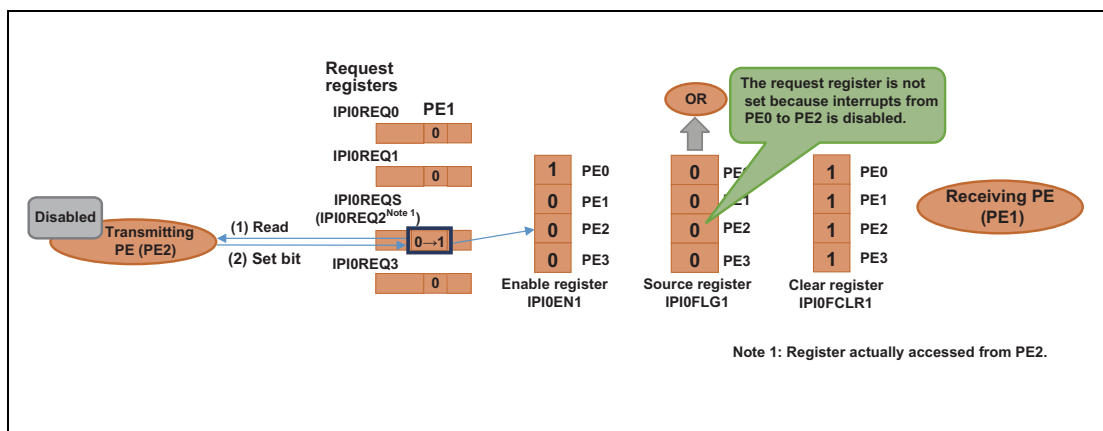 Request
registers
IPI0REQ0
PE1
0
IPI0REQ1
0
IPI0REQS
(IPI0REQ2Note 1)
0→1
IPI0REQ3
0
Disabled
Transmitting
PE (PE2)
(1) Read
(2) Set bit
1 PE0
0 PE1
0 PE2
0 PE3
Enable register
IPI0EN1
OR
The request register is not
set because interrupts from
PE0 to PE2 is disabled.
0
0
0 PE2
0 PE3
Source register
IPI0FLG1
1 PE0
1 PE1
1 PE2
1 PE3
Clear register
IPI0FCLR1
Receiving PE
(PE1)
Note 1: Register actually accessed from PE2.